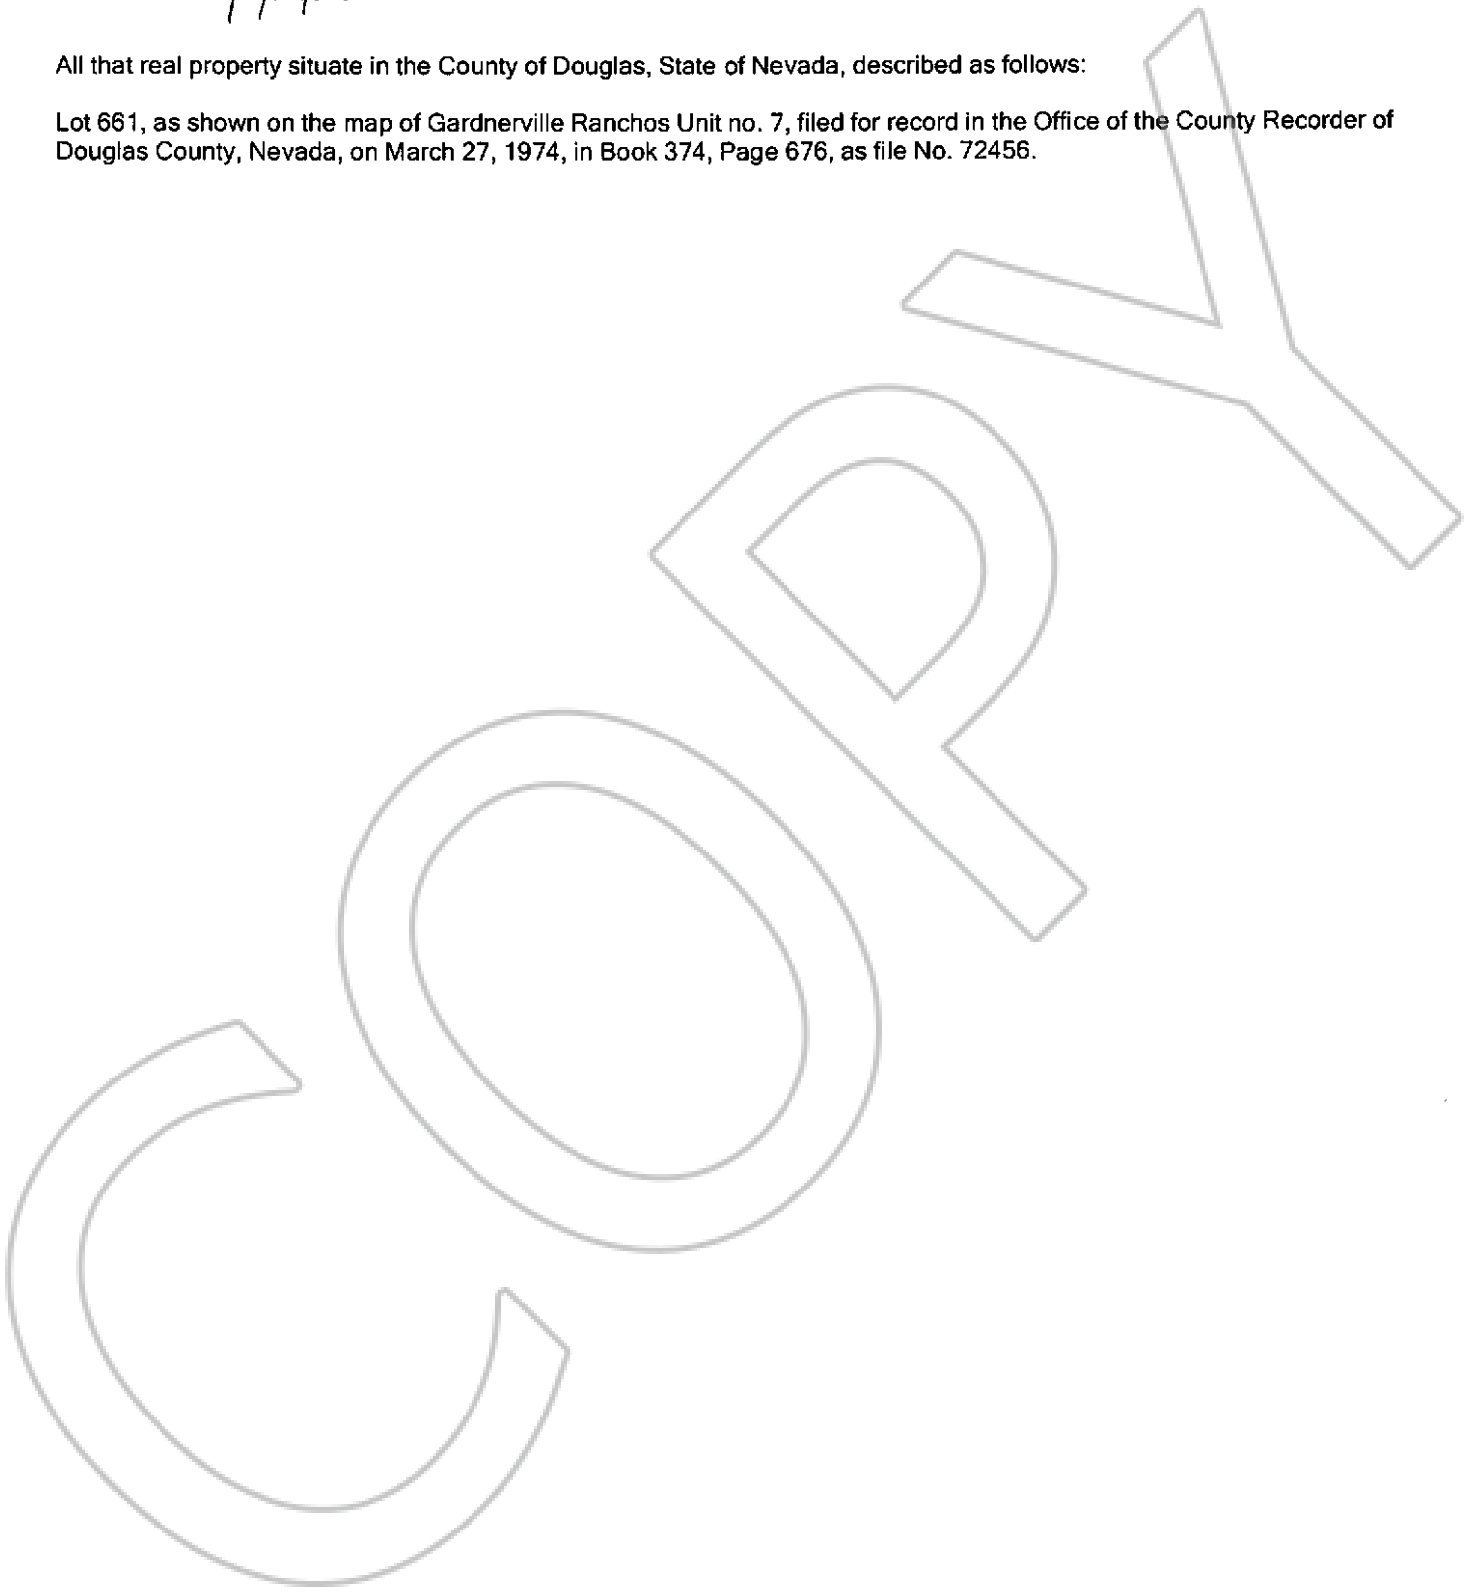 All that real property situate in the County of Douglas, State of Nevada, described as follows:
Lot 661, as shown on the map of Gardnerville Ranchos Unit no. 7, filed for record in the Office of the County Recorder of
Douglas County, Nevada, on March 27, 1974, in Book 374, Page 676, as file No. 72456.
COPY